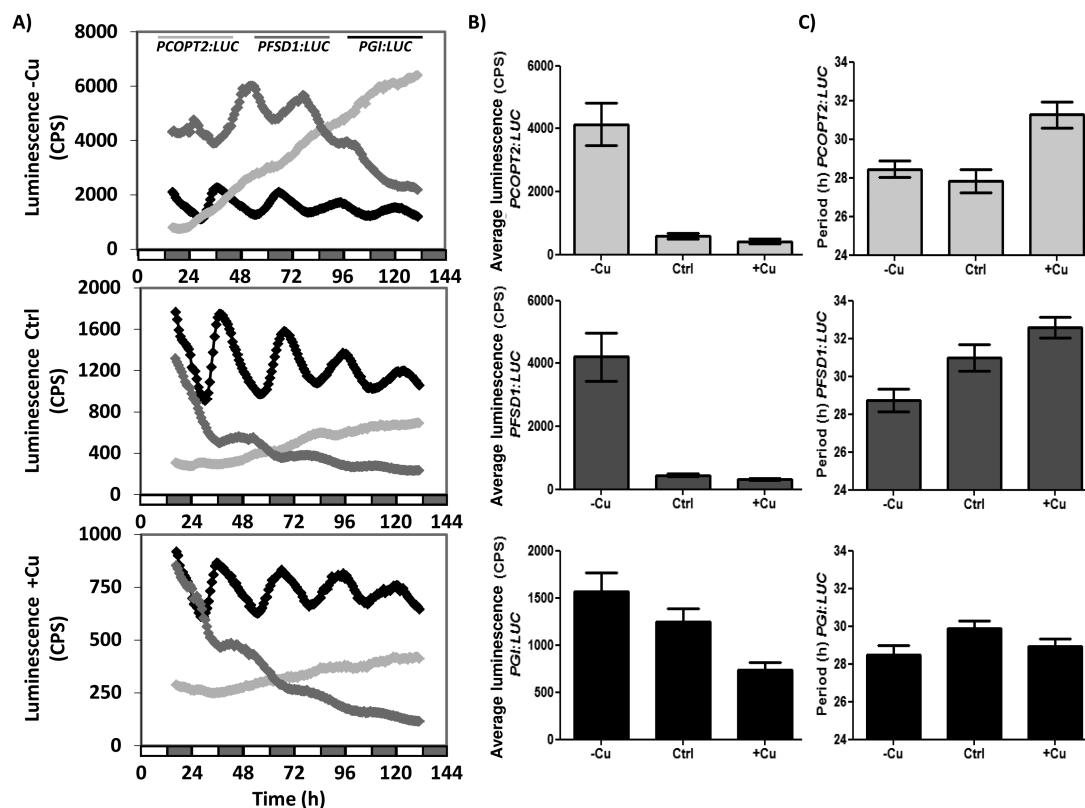 A)
PCOPT2:LUC PFSD1:LUC PGI:LUC
Luminescence -Cu
(CPS)
8000
6000
4000
2000
0
0 24 48 72 96 120 144
Luminescence Ctrl
(CPS)
2000
1600
1200
800
400
0
0 24 48 72 96 120 144
Luminescence +Cu
(CPS)
1000
750
500
250
0
0 24 48 72 96 120 144
Time (h)
B)
Average luminescence (CPS)
PCOPT2:LUC
6000
4000
2000
0
-Cu Ctrl +Cu
Average luminescence (CPS)
PFSD1:LUC
6000
4000
2000
0
-Cu Ctrl +Cu
Average luminescence (CPS)
PGI:LUC
2000
1500
1000
500
0
-Cu Ctrl +Cu
C)
Period (h) PCOPT2:LUC
34
32
30
28
26
24
-Cu Ctrl +Cu
Period (h) PFSD1:LUC
34
32
30
28
26
24
-Cu Ctrl +Cu
Period (h) PGI:LUC
34
32
30
28
26
24
-Cu Ctrl +Cu